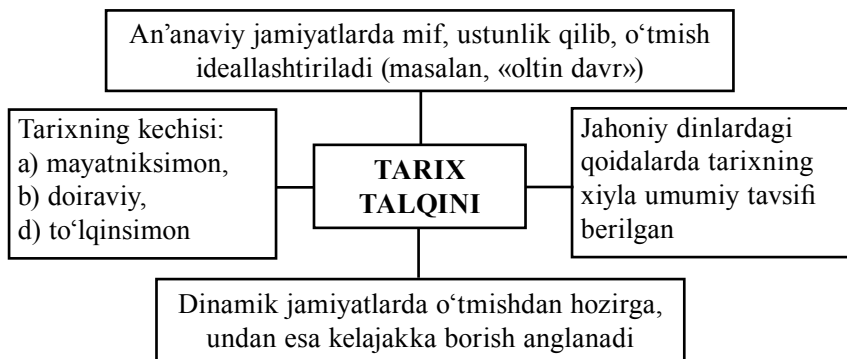 An’anaviy jamiyatlarda mif, ustunlik qilib, o‘tmish
ideallashtiriladi (masalan, «oltin davr»)
Tarixning kechisi:
a) mayatniksimon,
b) doiraviy,
d) to‘lqinsimon
TARIX
TALQINI
Jahoniy dinlardagi
qoidalarda tarixning
xiyla umumiy tavsifi
berilgan
Dinamik jamiyatlarda o‘tmishdan hozirga,
undan esa kelajakka borish anglanadi